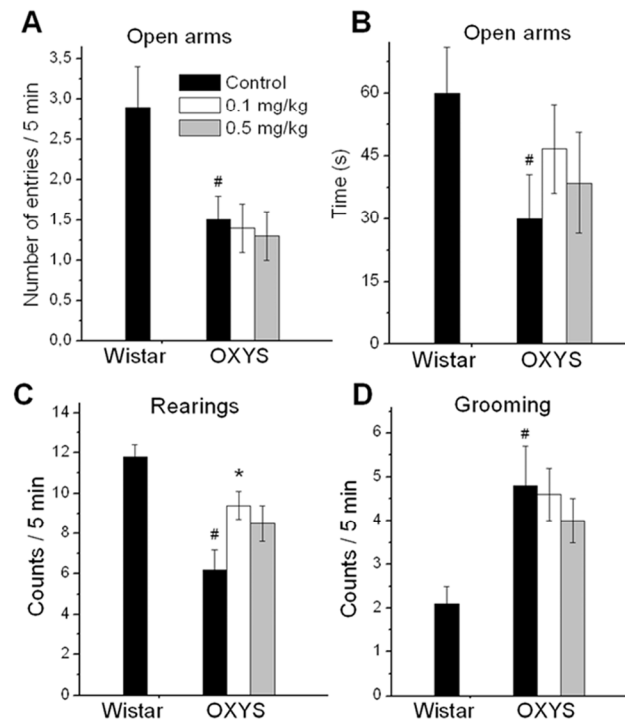 A
Open arms
Number of entries / 5 min
3,5
3,0
2,5
2,0
1,5
1,0
0,5
0,0
Control
0.1 mg/kg
0.5 mg/kg
#
Wistar
OXYS
B
Open arms
Time (s)
60
45
30
15
0
#
Wistar
OXYS
C
Rearings
Counts / 5 min
14
12
10
8
6
4
2
0
#
*
Wistar
OXYS
D
Grooming
Counts / 5 min
6
5
4
3
2
1
0
#
Wistar
OXYS